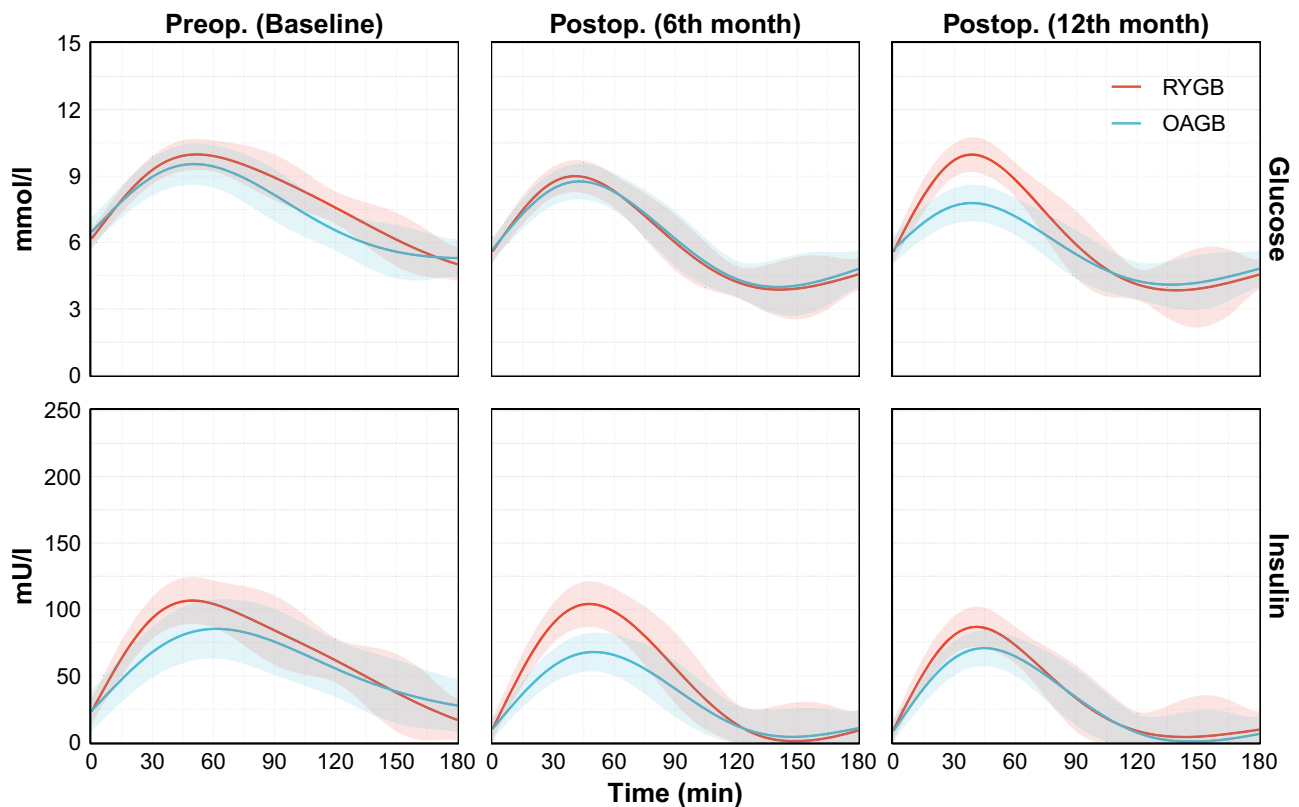 Preop. (Baseline) Postop. (6th month) Postop. (12th month)
15
12
9
6
3
0
mmol/l
RYGB
OAGB
Glucose
250
200
150
100
50
0
mU/l
Insulin
0 30 60 90 120 150 180 0 30 60 90 120 150 180 0 30 60 90 120 150 180
Time (min)